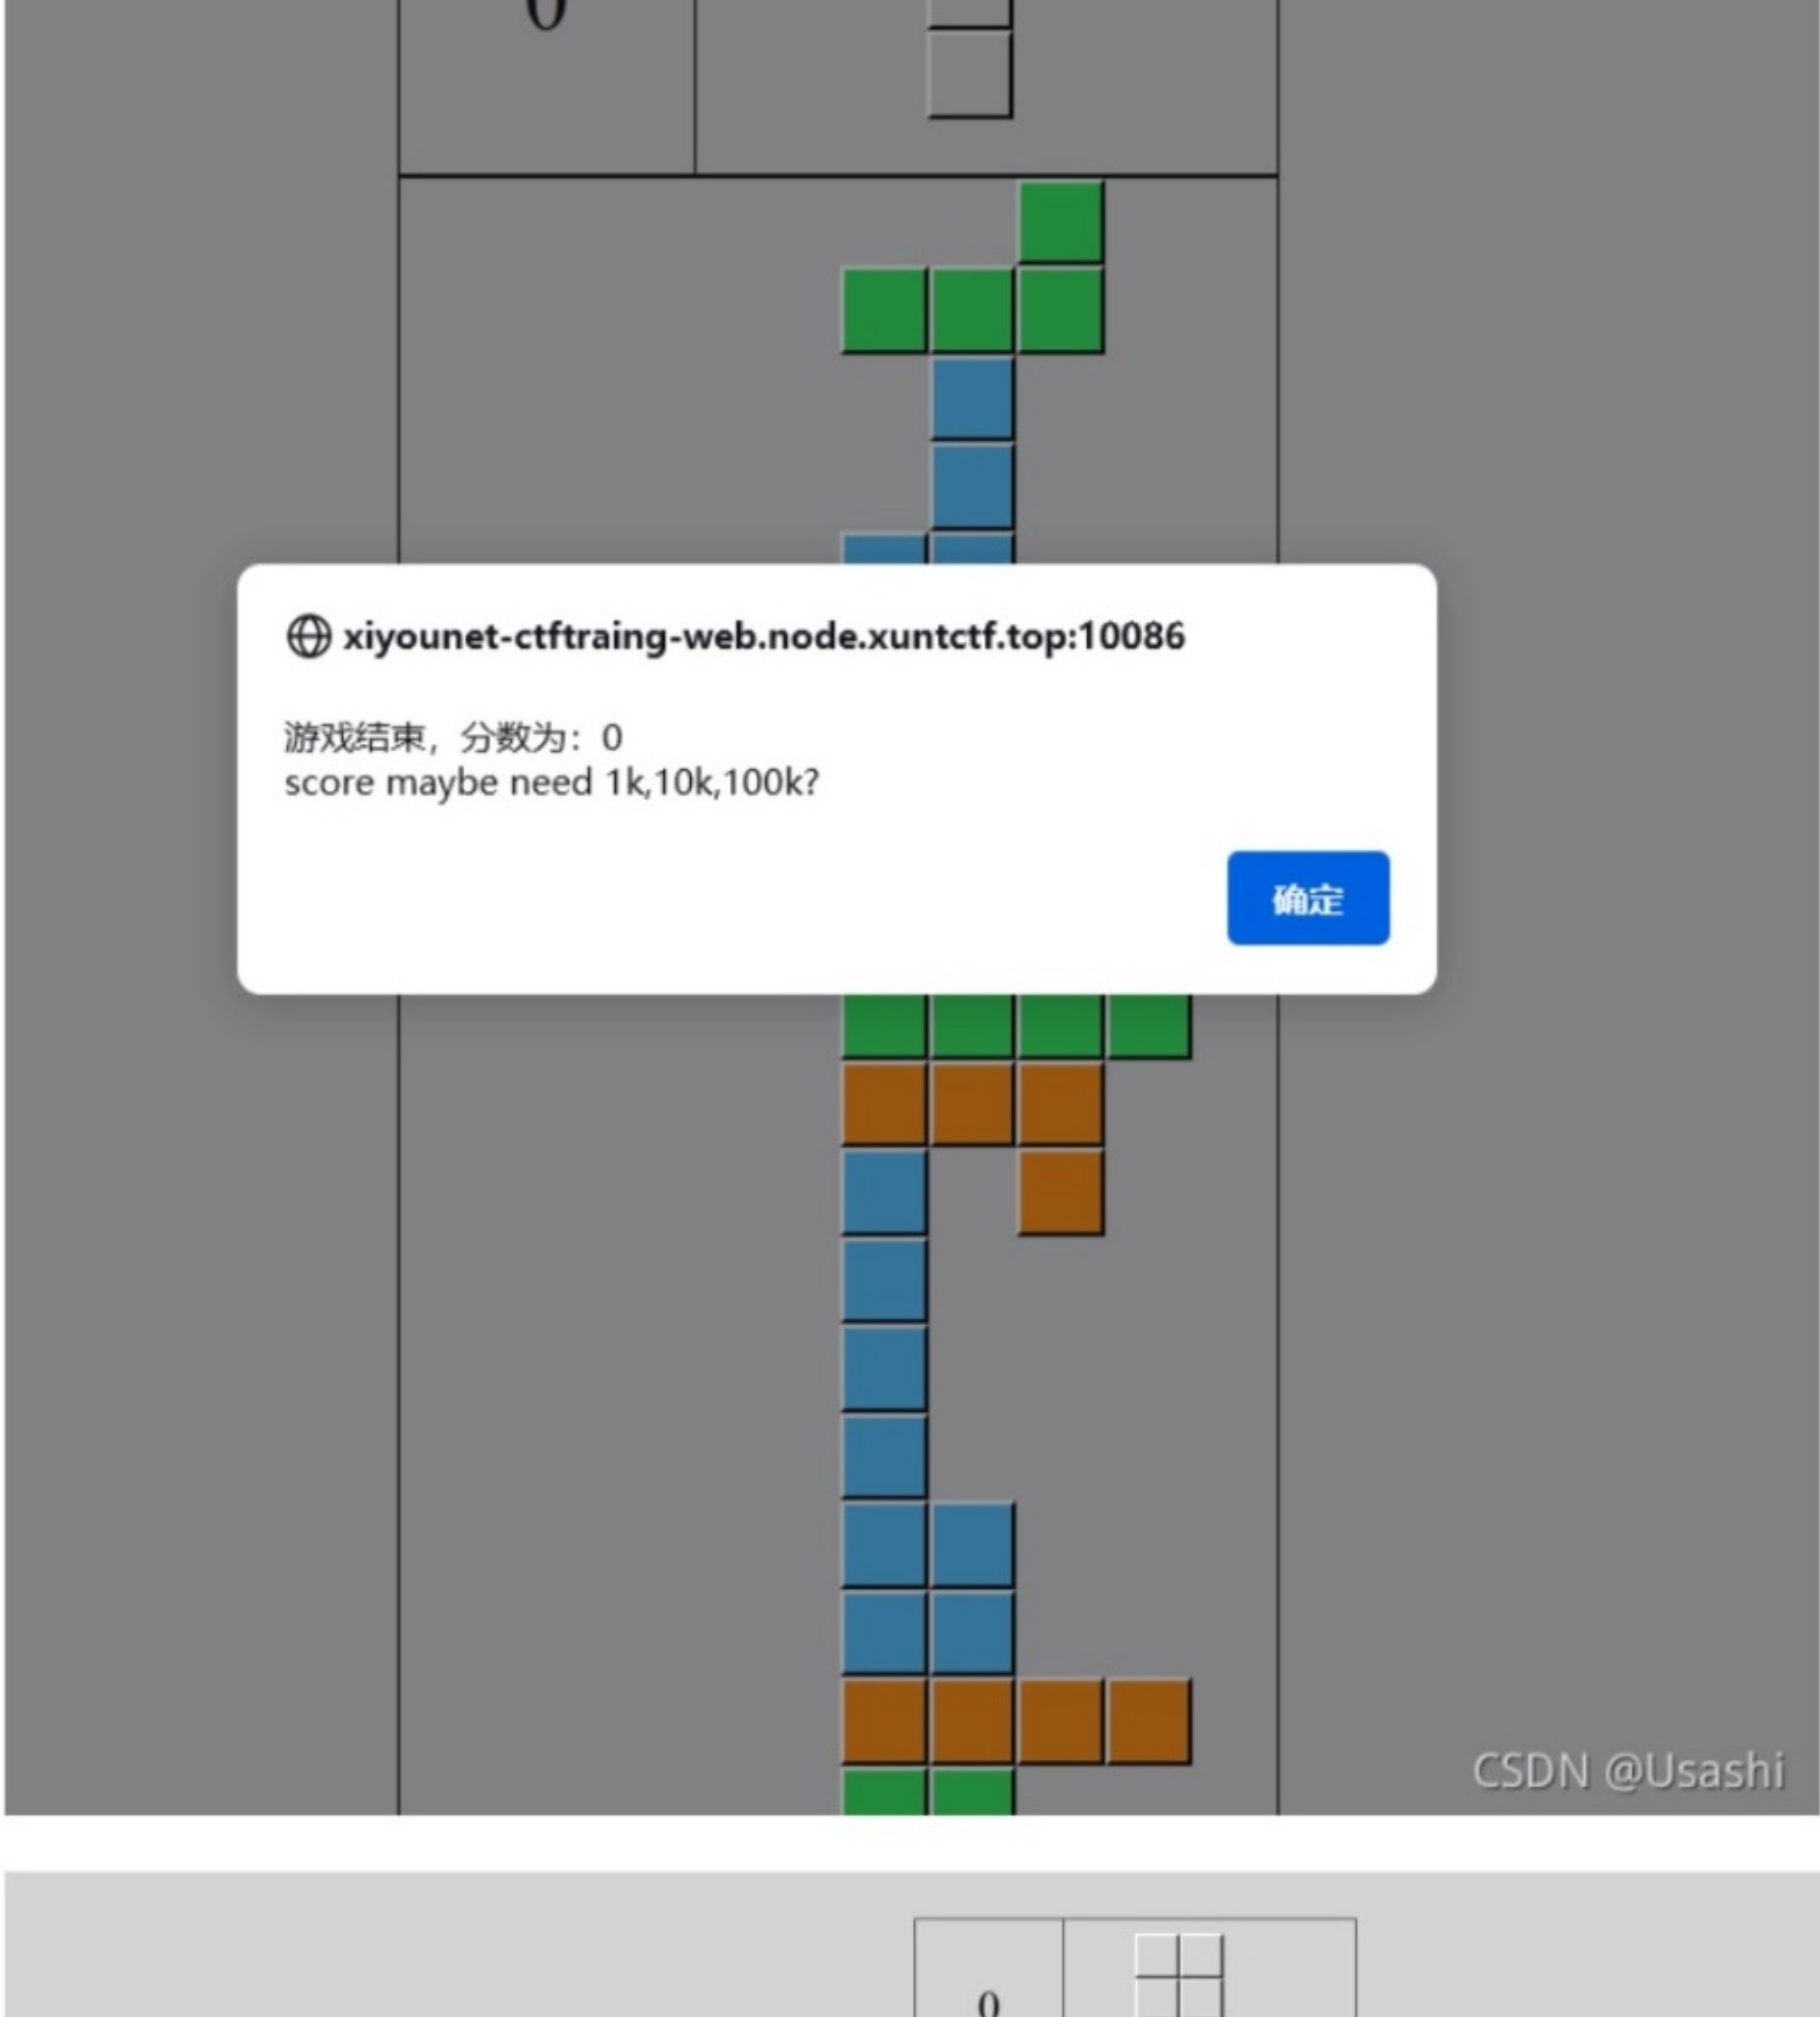 0
xiyounet-ctftraing-web.node.xuntctf.top:10086
游戏结束，分数为：0
score maybe need 1k,10k,100k?
确定
CSDN @Usashi
0